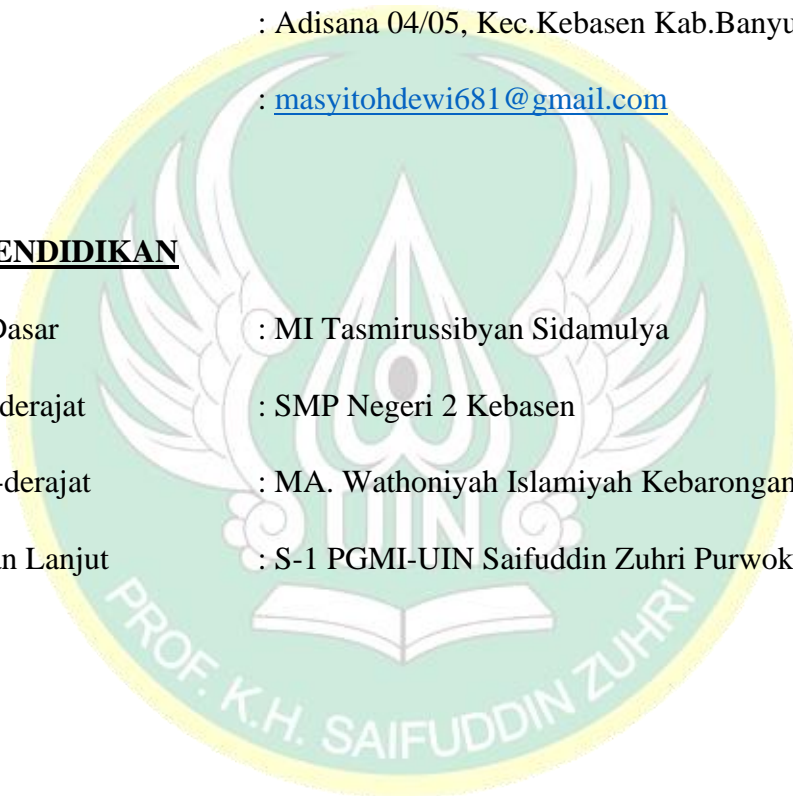 : Adisana 04/05, Kec.Kebasen Kab.Banyu
: masyitohdewi681@gmail.com
ENDIDIKAN
Dasar : MI Tasmirussibyan Sidamulya
derajat : SMP Negeri 2 Kebasen
-derajat : MA. Wathoniyah Islamiyah Kebarongan
an Lanjut : S-1 PGMI-UIN Saifuddin Zuhri Purwok
UIN
PROF. K.H. SAIFUDDIN ZUHRI